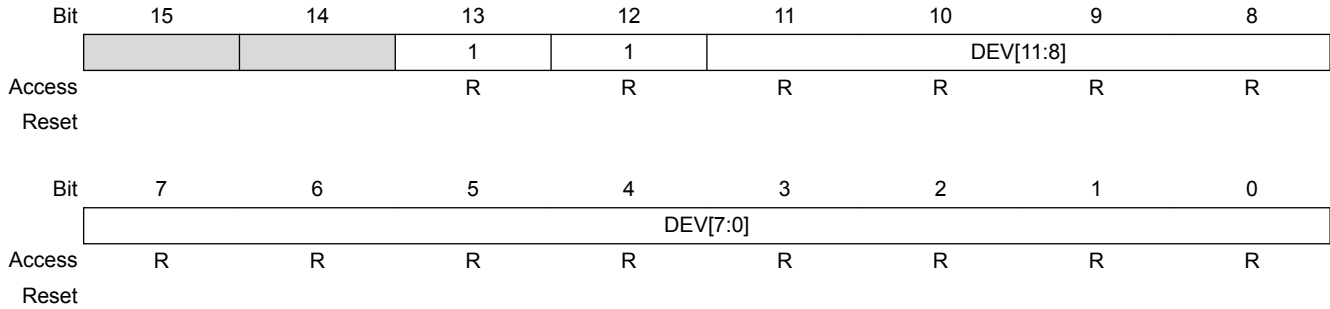 Bit 15 14 13 12 11 10 9 8
1 1 DEV[11:8]
Access R R R R R R
Reset
Bit 7 6 5 4 3 2 1 0
DEV[7:0]
Access R R R R R R R R
Reset